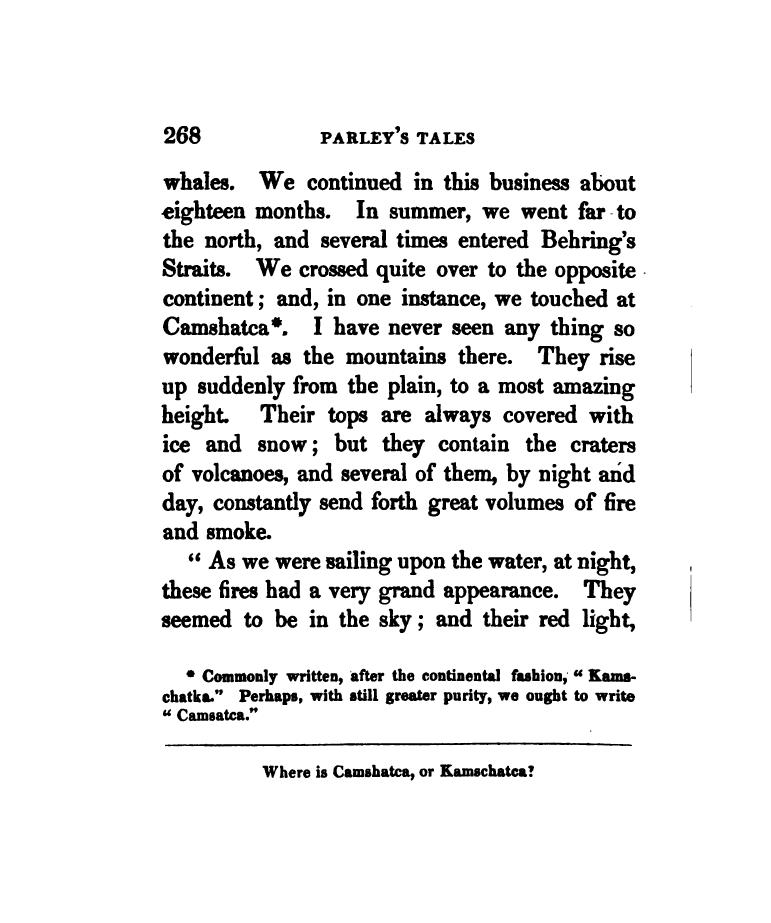 268 PARLEY'S TALES
whales. We continued in this business about
eighteen months. In summer, we went far to
the north, and several times entered Behring's
Straits. We crossed quite over to the opposite
continent; and, in one instance, we touched at
Camshatca*. I have never seen any thing so
wonderful as the mountains there. They rise
up suddenly from the plain, to a most amazing
height. Their tops are always covered with
ice and snow; but they contain the craters
of volcanoes, and several of them, by night and
day, constantly send forth great volumes of fire
and smoke.
" As we were sailing upon the water, at night,
these fires had a very grand appearance. They
seemed to be in the sky; and their red light,
* Commonly written, after the continental fashion, " Kams-
chatka." Perhaps, with still greater purity, we ought to write
" Camsatca."
Where is Camshatca, or Kamschatca?